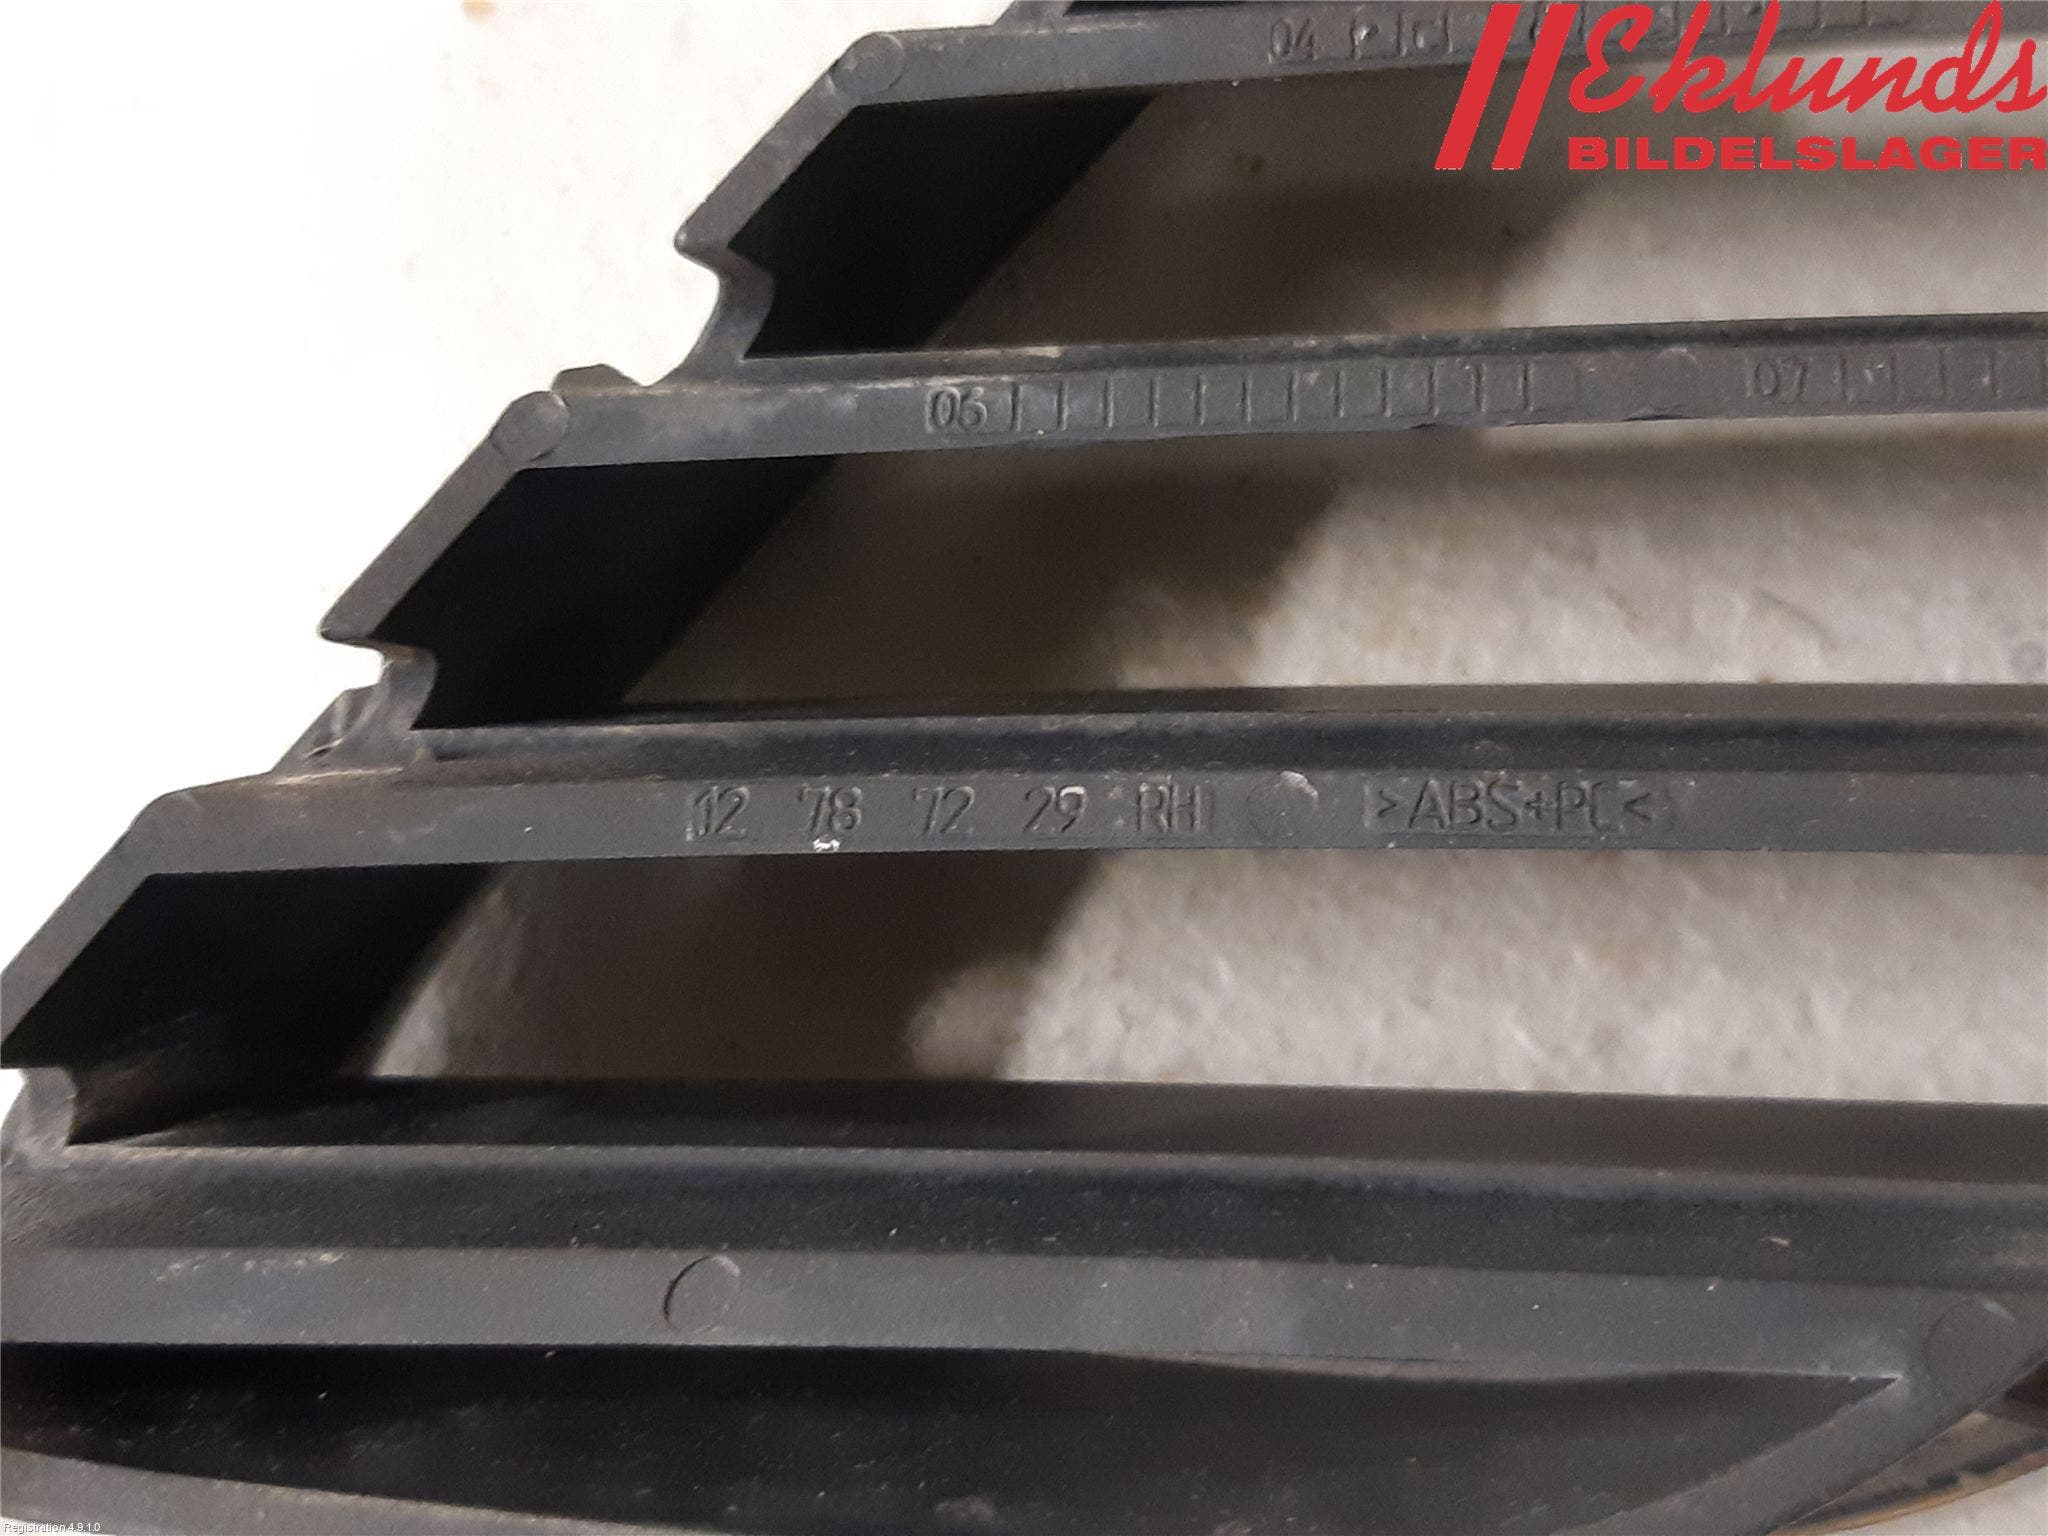 Eklunds
BILDELSLAGER
04
06
07
12 78 72 29 RH >ABS+PC<
Registration 4.9.1.0